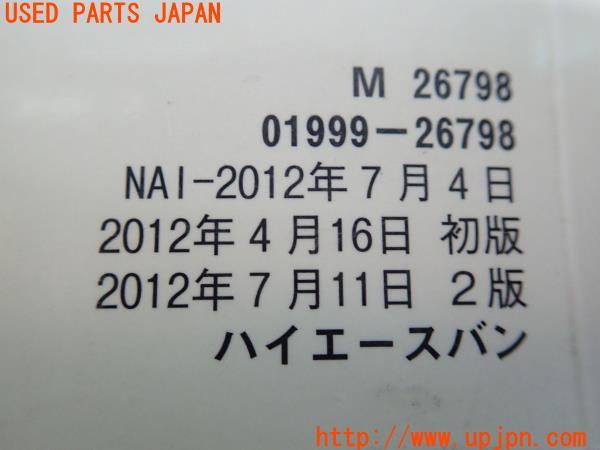 USED PARTS JAPAN
M 26798
01999-26798
NAI-2012年7月4日
2012年4月16日 初版
2012年7月11日 2版
ハイエースバン
http://www.upjpn.com/